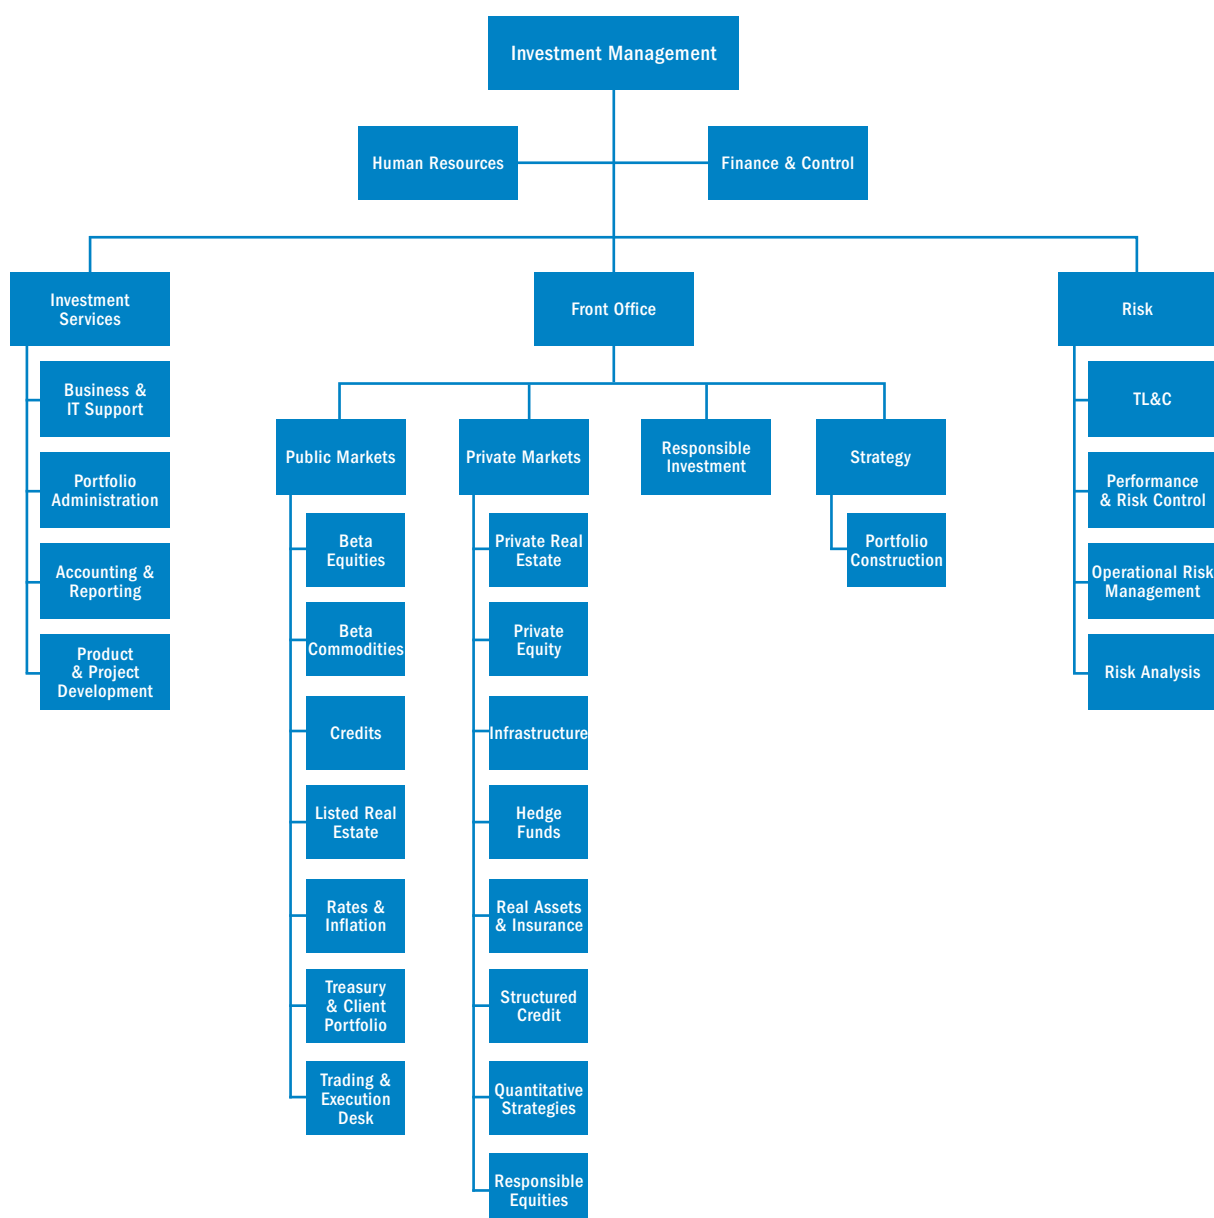 Investment Management
Human Resources
Finance & Control
Investment
Services
Front Office
Risk
Business &
IT Support
Portfolio
Administration
Accounting &
Reporting
Product
& Project
Development
Public Markets
Private Markets
Responsible
Investment
Strategy
Beta
Equities
Beta
Commodities
Credits
Listed Real
Estate
Rates &
Inflation
Treasury
& Client
Portfolio
Trading &
Execution
Desk
Private Real
Estate
Private
Equity
Infrastructure
Hedge
Funds
Real Assets
& Insurance
Structured
Credit
Quantitative
Strategies
Responsible
Equities
Portfolio
Construction
TL&C
Performance
& Risk Control
Operational Risk
Management
Risk Analysis